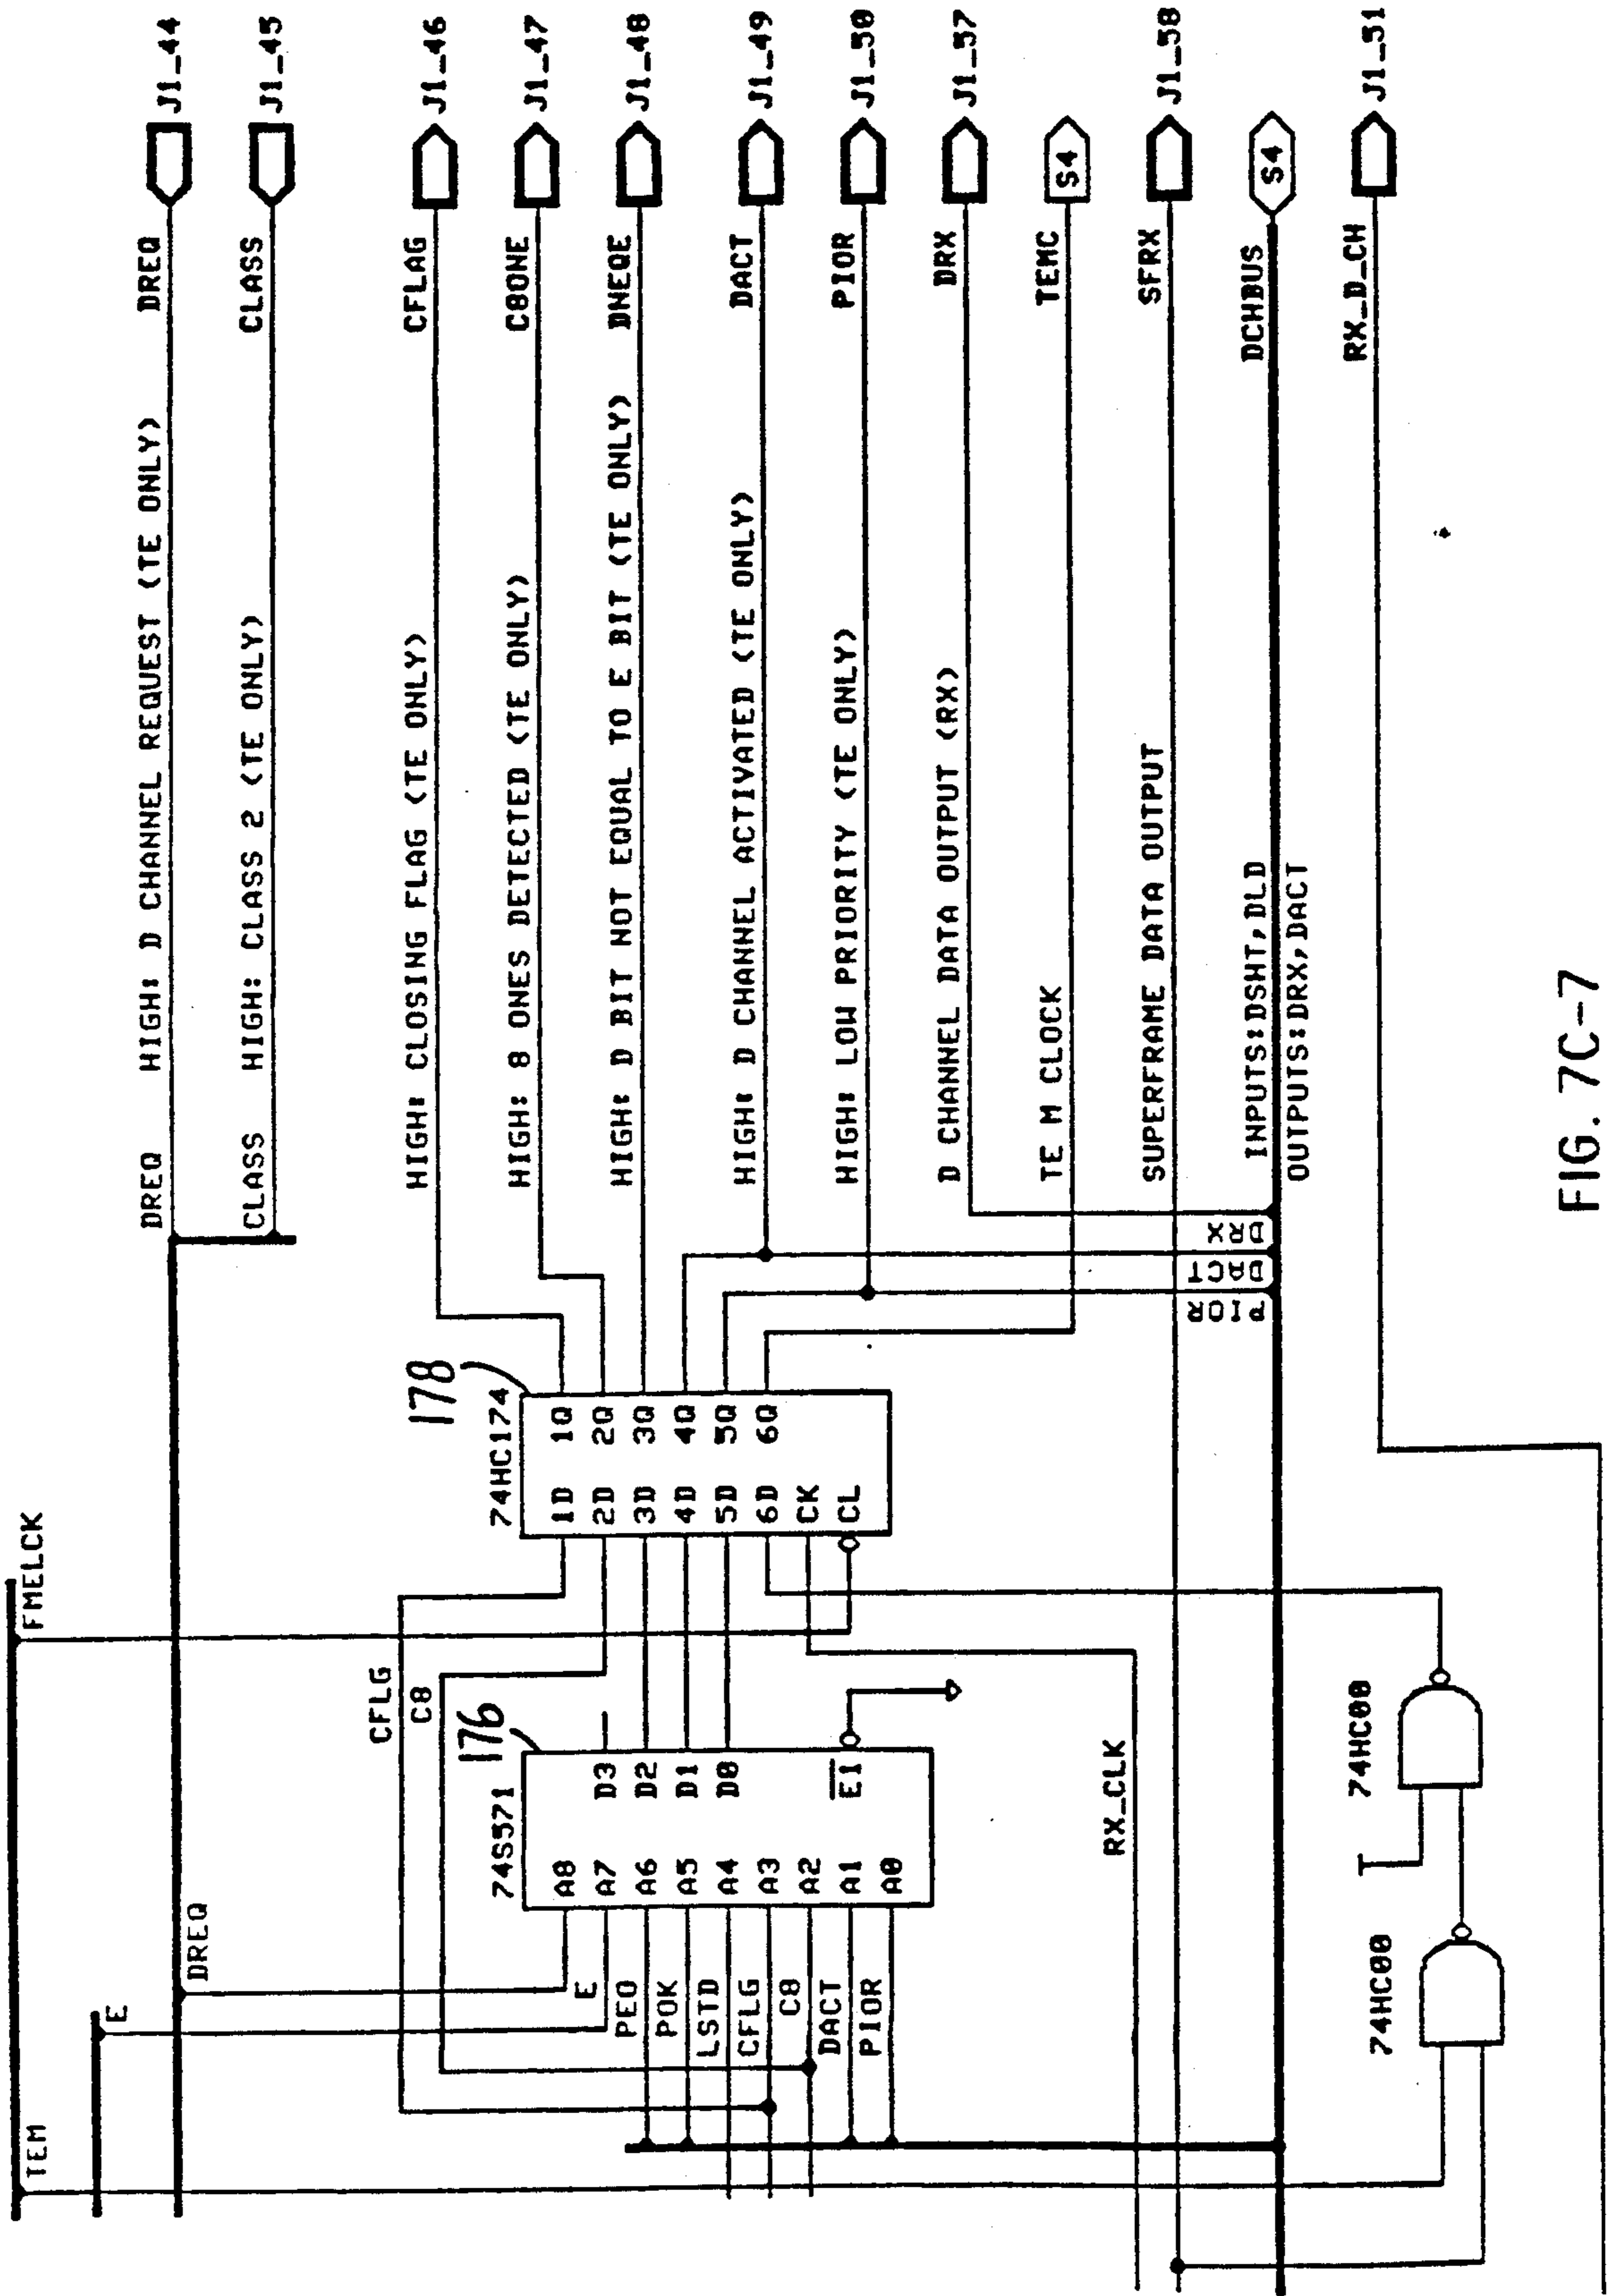 TEM
FMELCK
E
DREQ
DREQ HIGH: D CHANNEL REQUEST (TE ONLY) DREQ J1_44
CLASS HIGH: CLASS 2 (TE ONLY) CLASS J1_45
CFLG
C8
HIGH: CLOSING FLAG (TE ONLY) CFLAG J1_46
HIGH: 8 ONES DETECTED (TE ONLY) C8ONE J1_47
HIGH: D BIT NOT EQUAL TO E BIT (TE ONLY) DNEQE J1_48
HIGH: D CHANNEL ACTIVATED (TE ONLY) DACT J1_49
HIGH: LOW PRIORITY (TE ONLY) PIOR J1_50
D CHANNEL DATA OUTPUT (RX) DRX J1_57
TE M CLOCK TEMC S4
SUPERFRAME DATA OUTPUT SFRX J1_58
INPUTS:DSHT,DLD DCHBUS S4
OUTPUTS:DRX,DACT
RX_D_CH J1_51
176
74S571
A8
E A7 D3
PEO A6 D2
POK A5 D1
LSTD A4 D0
CFLG A3
C8 A2 E1
DACT A1
PIOR A0
178
74HC174
1D 1Q
2D 2Q
3D 3Q
4D 4Q
5D 5Q
6D 6Q
CK
CL
DRX
DACT
PIOR
RX_CLK
74HC00
74HC00
FIG. 7C-7